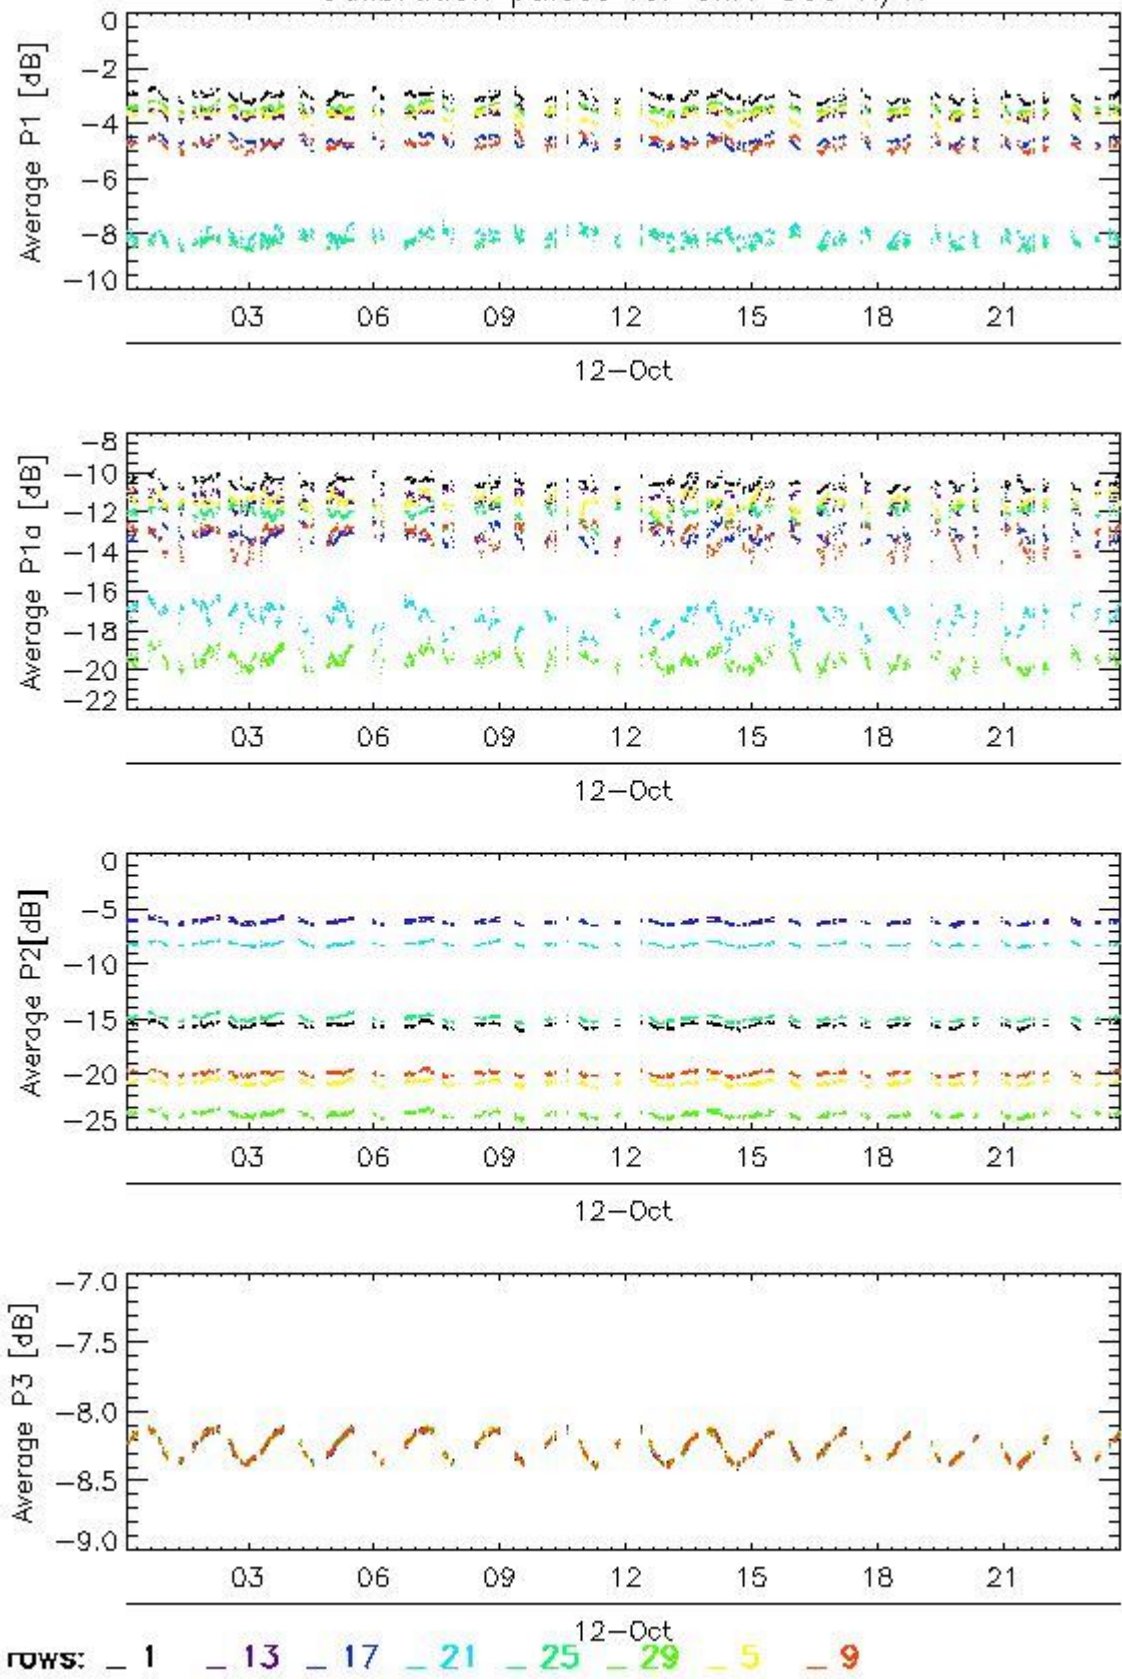 0
−2
−4
−6
−8
−10
Average P1 [dB]
03 06 09 12 15 18 21
12−Oct
−8
−10
−12
−14
−16
−18
−20
−22
Average P1a [dB]
03 06 09 12 15 18 21
12−Oct
0
−5
−10
−15
−20
−25
Average P2[dB]
03 06 09 12 15 18 21
12−Oct
−7.0
−7.5
−8.0
−8.5
−9.0
Average P3 [dB]
03 06 09 12 15 18 21
12−Oct
rows: _ 1 _ 13 _ 17 _ 21 _ 25 _ 29 _ 5 _ 9